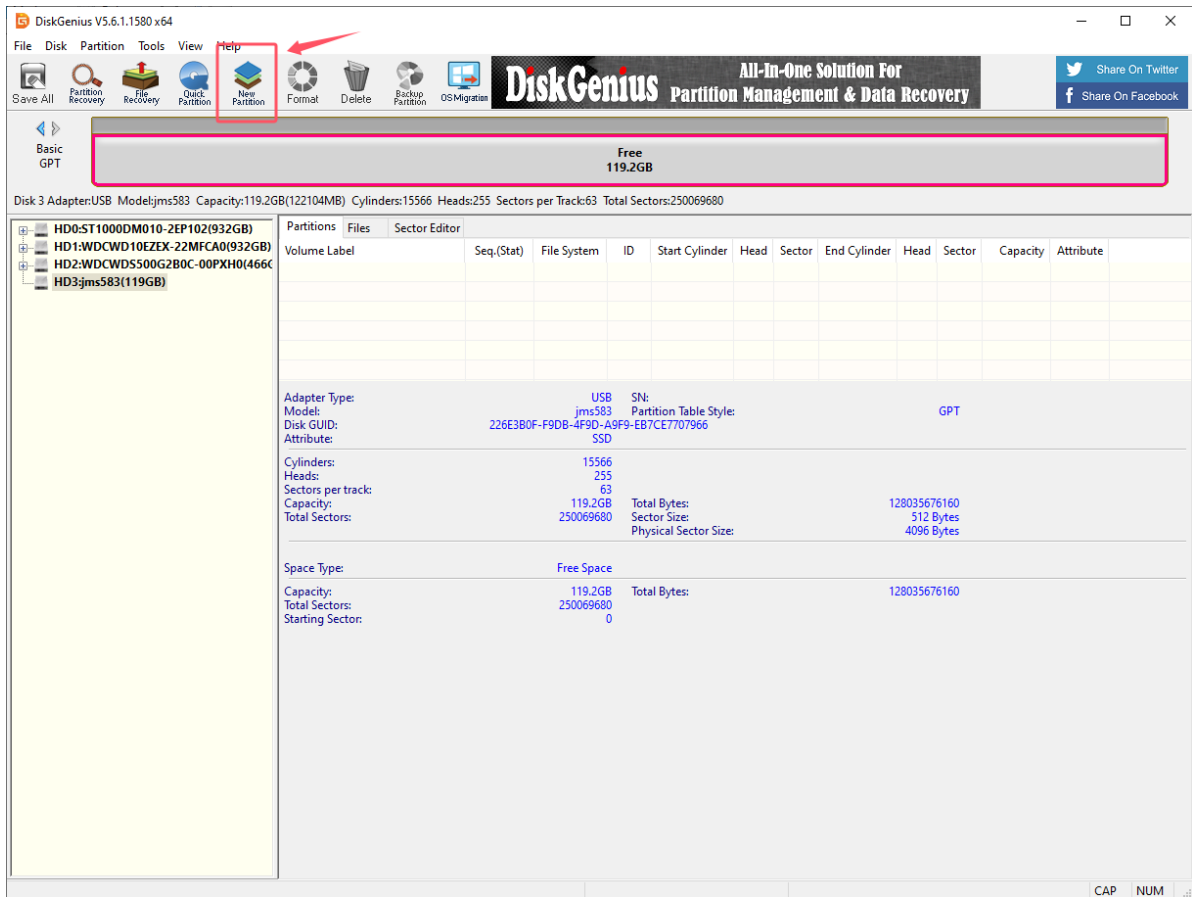 DiskGenius V5.6.1.1580 x64
File Disk Partition Tools View Help
Save All Partition Recovery File Recovery Quick Partition New Partition Format Delete Backup Partition OS Migration
DiskGenius All-In-One Solution For
Partition Management & Data Recovery
Share On Twitter
Share On Facebook
Basic
GPT
Free
119.2GB
Disk 3 Adapter:USB Model:jms583 Capacity:119.2GB(122104MB) Cylinders:15566 Heads:255 Sectors per Track:63 Total Sectors:250069680
HD0:ST1000DM010-2EP102(932GB)
HD1:WDCWD10EZEX-22MFCA0(932GB)
HD2:WDCWDS500G2B0C-00PXH0(466G
HD3:jms583(119GB)
Partitions Files Sector Editor
Volume Label Seq.(Stat) File System ID Start Cylinder Head Sector End Cylinder Head Sector Capacity Attribute
Adapter Type: USB SN:
Model: jms583 Partition Table Style: GPT
Disk GUID: 226E3B0F-F9DB-4F9D-A9F9-EB7CE7707966
Attribute: SSD
Cylinders: 15566
Heads: 255
Sectors per track: 63
Capacity: 119.2GB Total Bytes: 128035676160
Total Sectors: 250069680 Sector Size: 512 Bytes
Physical Sector Size: 4096 Bytes
Space Type: Free Space
Capacity: 119.2GB Total Bytes: 128035676160
Total Sectors: 250069680
Starting Sector: 0
CAP NUM